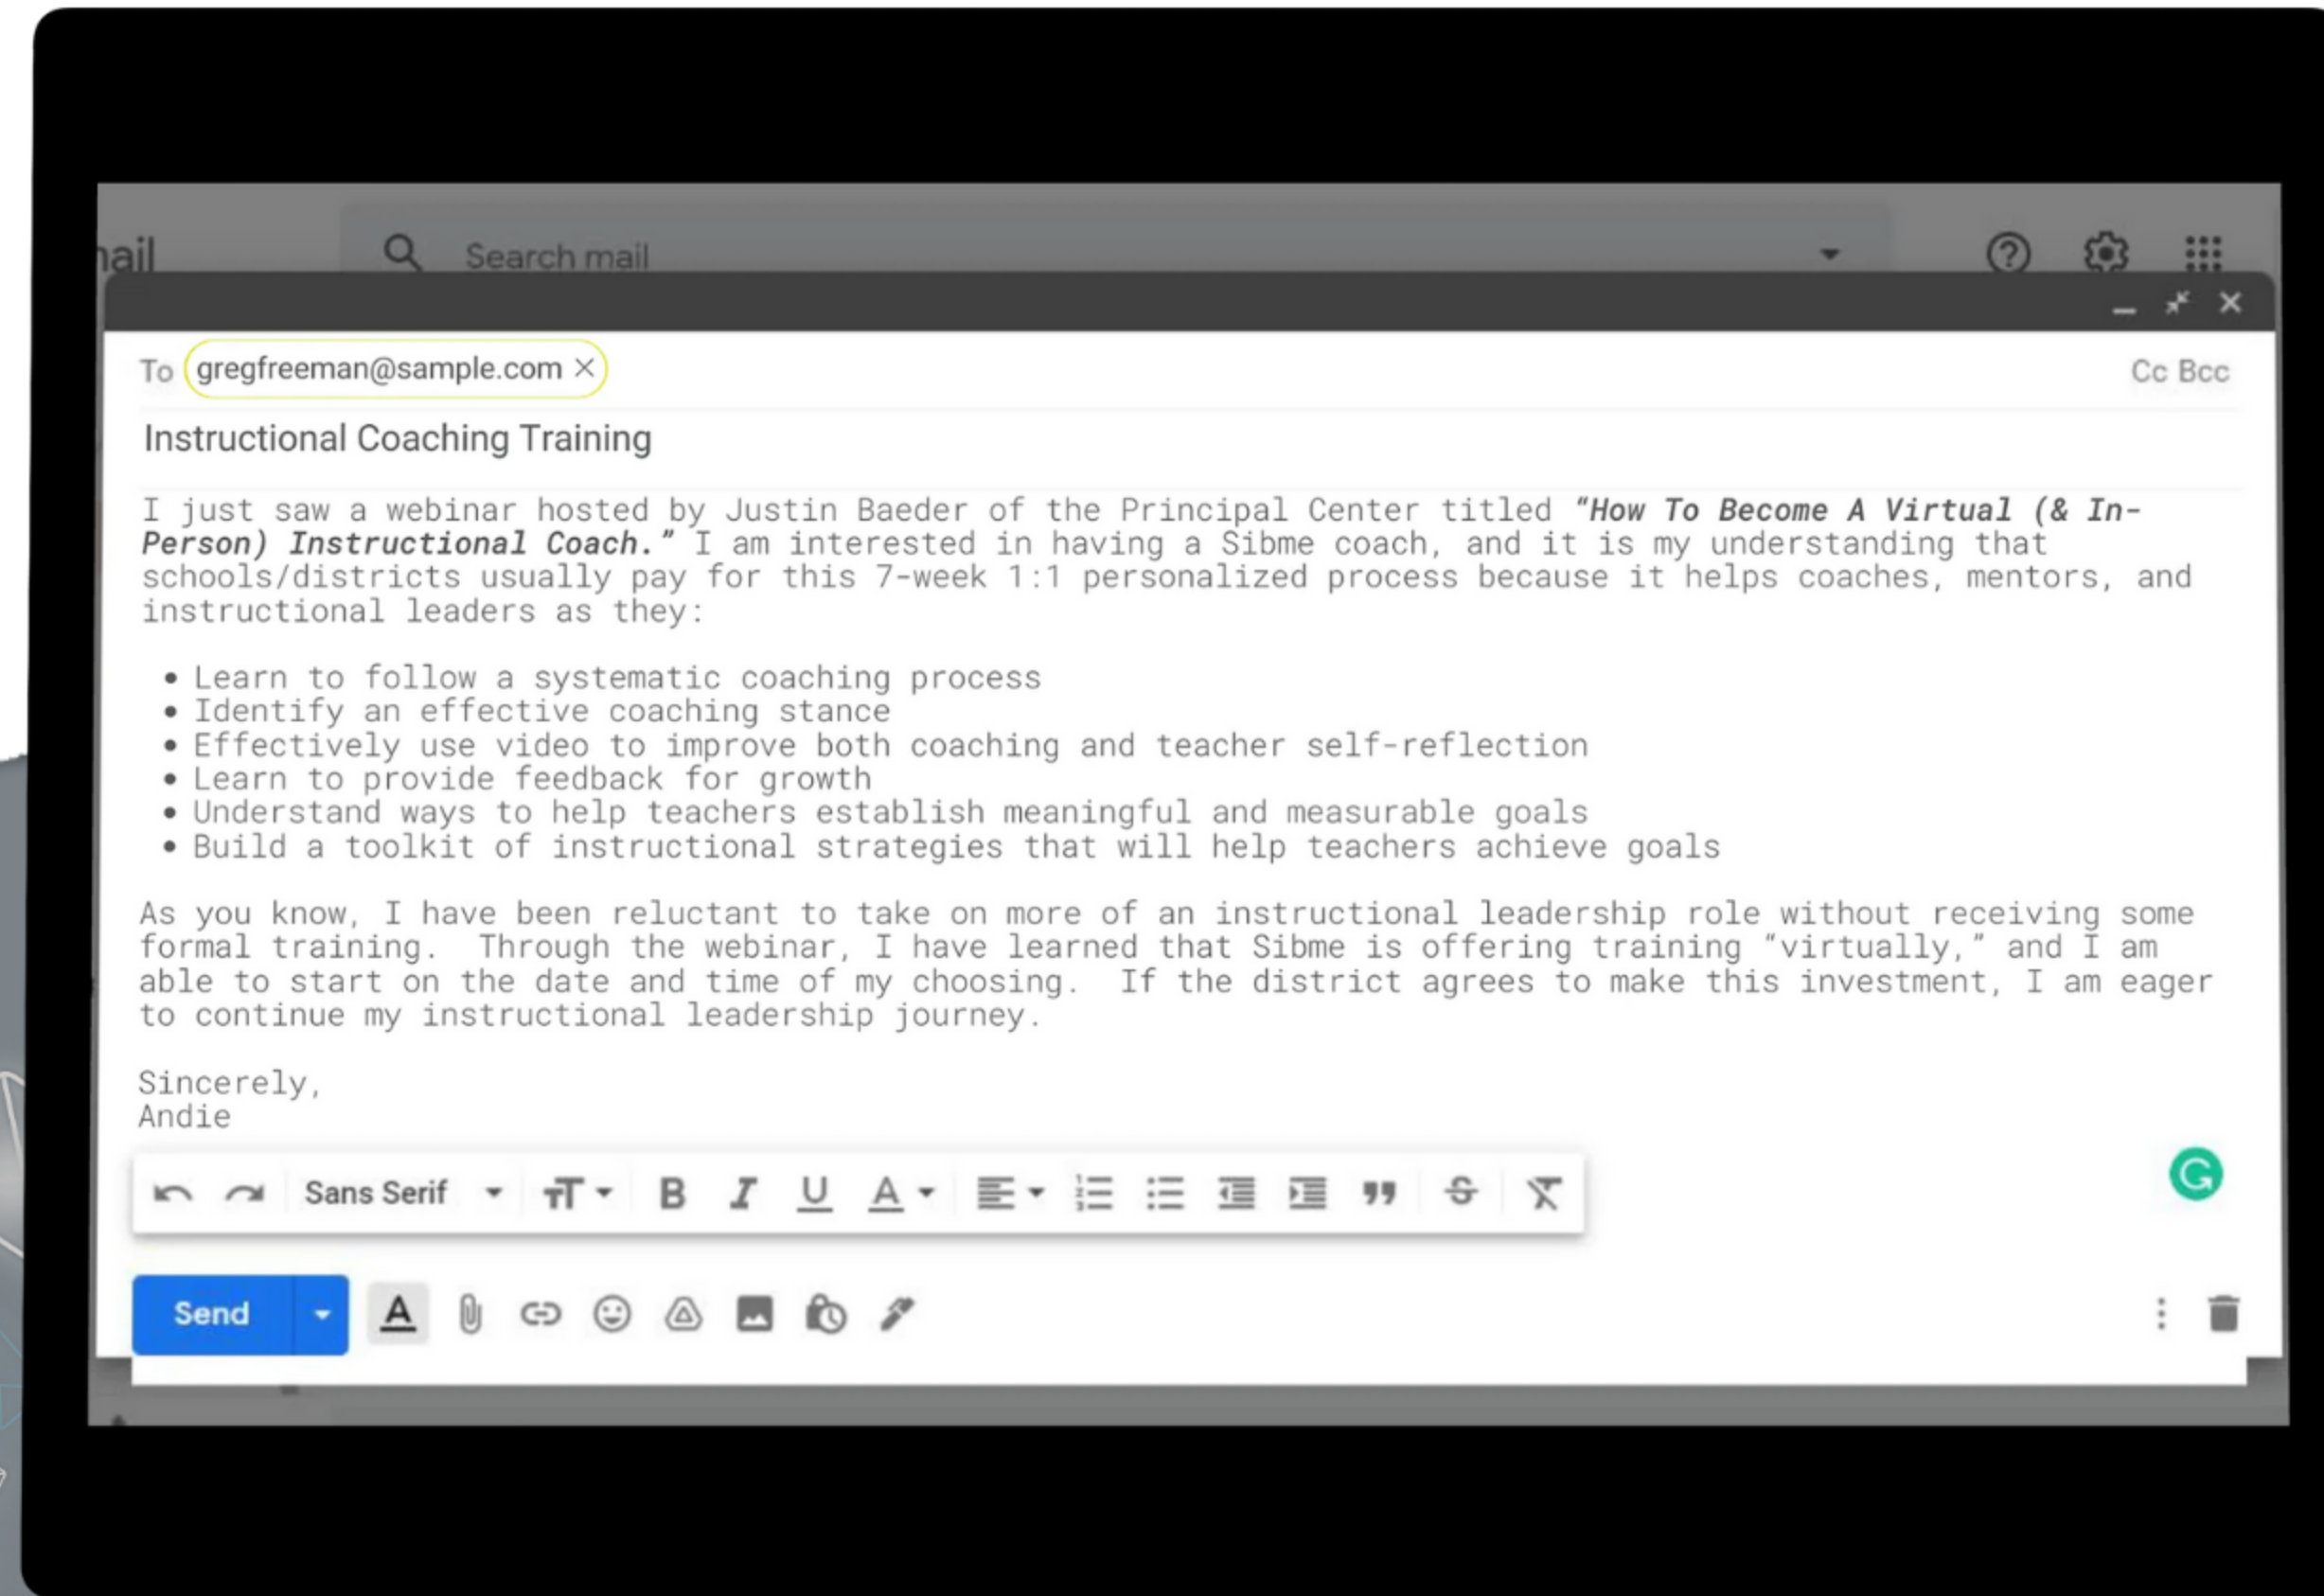 nail
Search mail
To gregfreeman@sample.com
Cc Bcc
Instructional Coaching Training
I just saw a webinar hosted by Justin Baeder of the Principal Center titled “How To Become A Virtual (& In-
Person) Instructional Coach.” I am interested in having a Sibme coach, and it is my understanding that
schools/districts usually pay for this 7-week 1:1 personalized process because it helps coaches, mentors, and
instructional leaders as they:
• Learn to follow a systematic coaching process
• Identify an effective coaching stance
• Effectively use video to improve both coaching and teacher self-reflection
• Learn to provide feedback for growth
• Understand ways to help teachers establish meaningful and measurable goals
• Build a toolkit of instructional strategies that will help teachers achieve goals
As you know, I have been reluctant to take on more of an instructional leadership role without receiving some
formal training.  Through the webinar, I have learned that Sibme is offering training “virtually,” and I am
able to start on the date and time of my choosing.  If the district agrees to make this investment, I am eager
to continue my instructional leadership journey.
Sincerely,
Andie
Sans Serif
Send